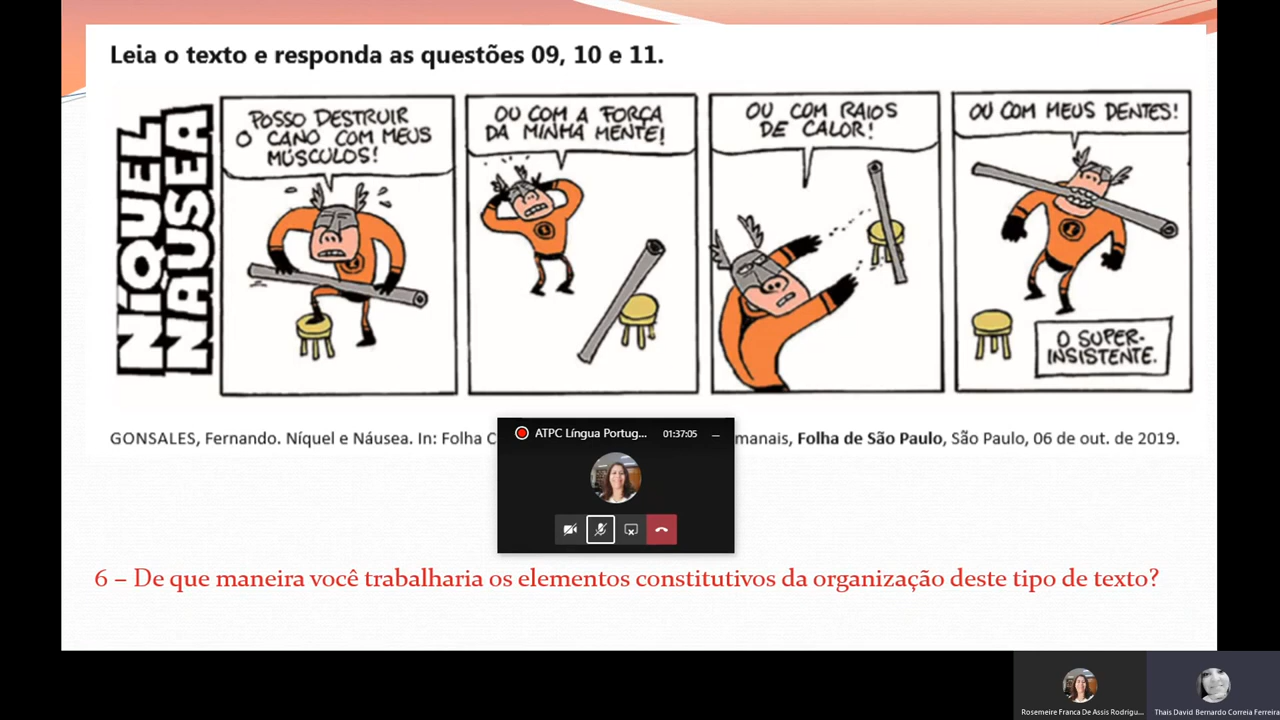 Leia o texto e responda as questões 09, 10 e 11.
NÍQUEL
NÁUSEA
POSSO DESTRUIR
O CANO COM MEUS
MÚSCULOS!
OU COM A FORÇA
DA MINHA MENTE!
OU COM RAIOS
DE CALOR!
OU COM MEUS DENTES!
O SUPER-
INSISTENTE.
GONSALES, Fernando. Níquel e Náusea. In: Folha C manais, Folha de São Paulo, São Paulo, 06 de out. de 2019.
ATPC Língua Portug... 01:37:05
6 – De que maneira você trabalharia os elementos constitutivos da organização deste tipo de texto?
Rosemeire Franca De Assis Rodrigu...
Thais David Bernardo Correia Ferreira